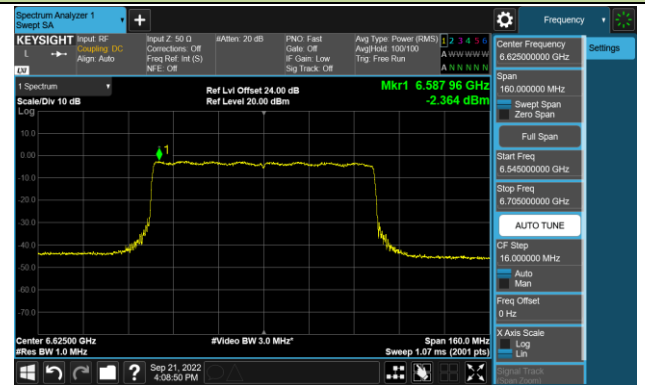 Spectrum Analyzer 1
Swept SA
Frequency
KEYSIGHT
L
Input: RF
Coupling: DC
Align: Auto
Input Z: 50 Ω
Corrections: Off
Freq Ref: Int (S)
NFE: Off
#Atten: 20 dB
PNO: Fast
Gate: Off
IF Gain: Low
Sig Track: Off
Avg Type: Power (RMS)
Avg|Hold: 100/100
Trig: Free Run
1 2 3 4 5 6
A W W W W W
A N N N N N
1 Spectrum
Scale/Div 10 dB
Log
Ref Lvl Offset 24.00 dB
Ref Level 20.00 dBm
Mkr1 6.587 96 GHz
-2.364 dBm
10.0
0.00
-10.0
-20.0
-30.0
-40.0
-50.0
-60.0
-70.0
1
Center 6.62500 GHz
#Res BW 1.0 MHz
#Video BW 3.0 MHz*
Span 160.0 MHz
Sweep 1.07 ms (2001 pts)
Sep 21, 2022
4:08:50 PM
Center Frequency
6.625000000 GHz
Settings
Span
160.000000 MHz
Swept Span
Zero Span
Full Span
Start Freq
6.545000000 GHz
Stop Freq
6.705000000 GHz
AUTO TUNE
CF Step
16.000000 MHz
Auto
Man
Freq Offset
0 Hz
X Axis Scale
Log
Lin
Signal Track
(Span Zoom)